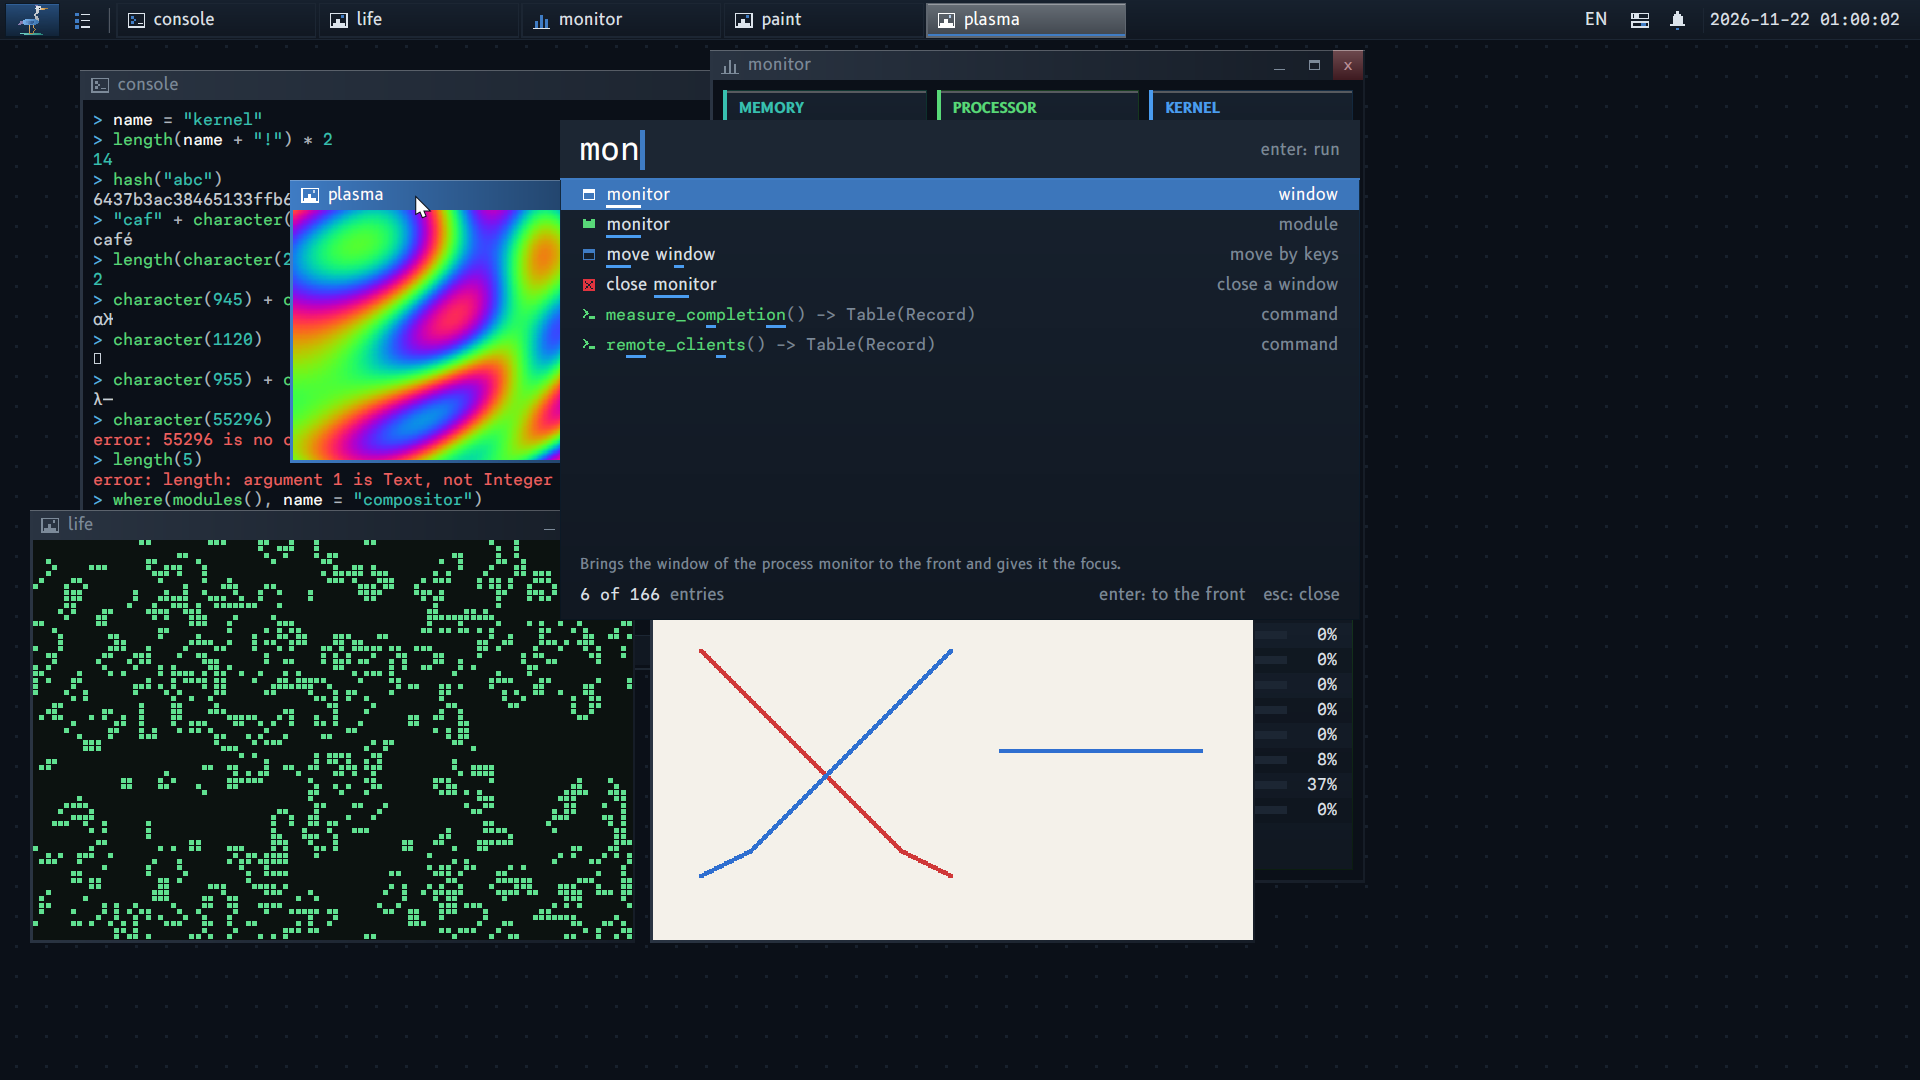 console
life
monitor
paint
plasma
EN
2026-11-22 01:00:02
monitor
x
console
MEMORY
PROCESSOR
KERNEL
> name = "kernel"
> length(name + "!") * 2
14
> hash("abc")
6437b3ac38465133ffb6
> "caf" + character(
café
> length(character(2
2
> character(945) + c
> character(1120)
> character(955) + c
λ—
> character(55296)
error: 55296 is no c
> length(5)
error: length: argument 1 is Text, not Integer
> where(modules(), name = "compositor")
plasma
mon
enter: run
monitor window
monitor module
move window move by keys
close monitor close a window
measure_completion() -> Table(Record) command
remote_clients() -> Table(Record) command
Brings the window of the process monitor to the front and gives it the focus.
6 of 166 entries
enter: to the front esc: close
life
0%
0%
0%
0%
0%
8%
37%
0%